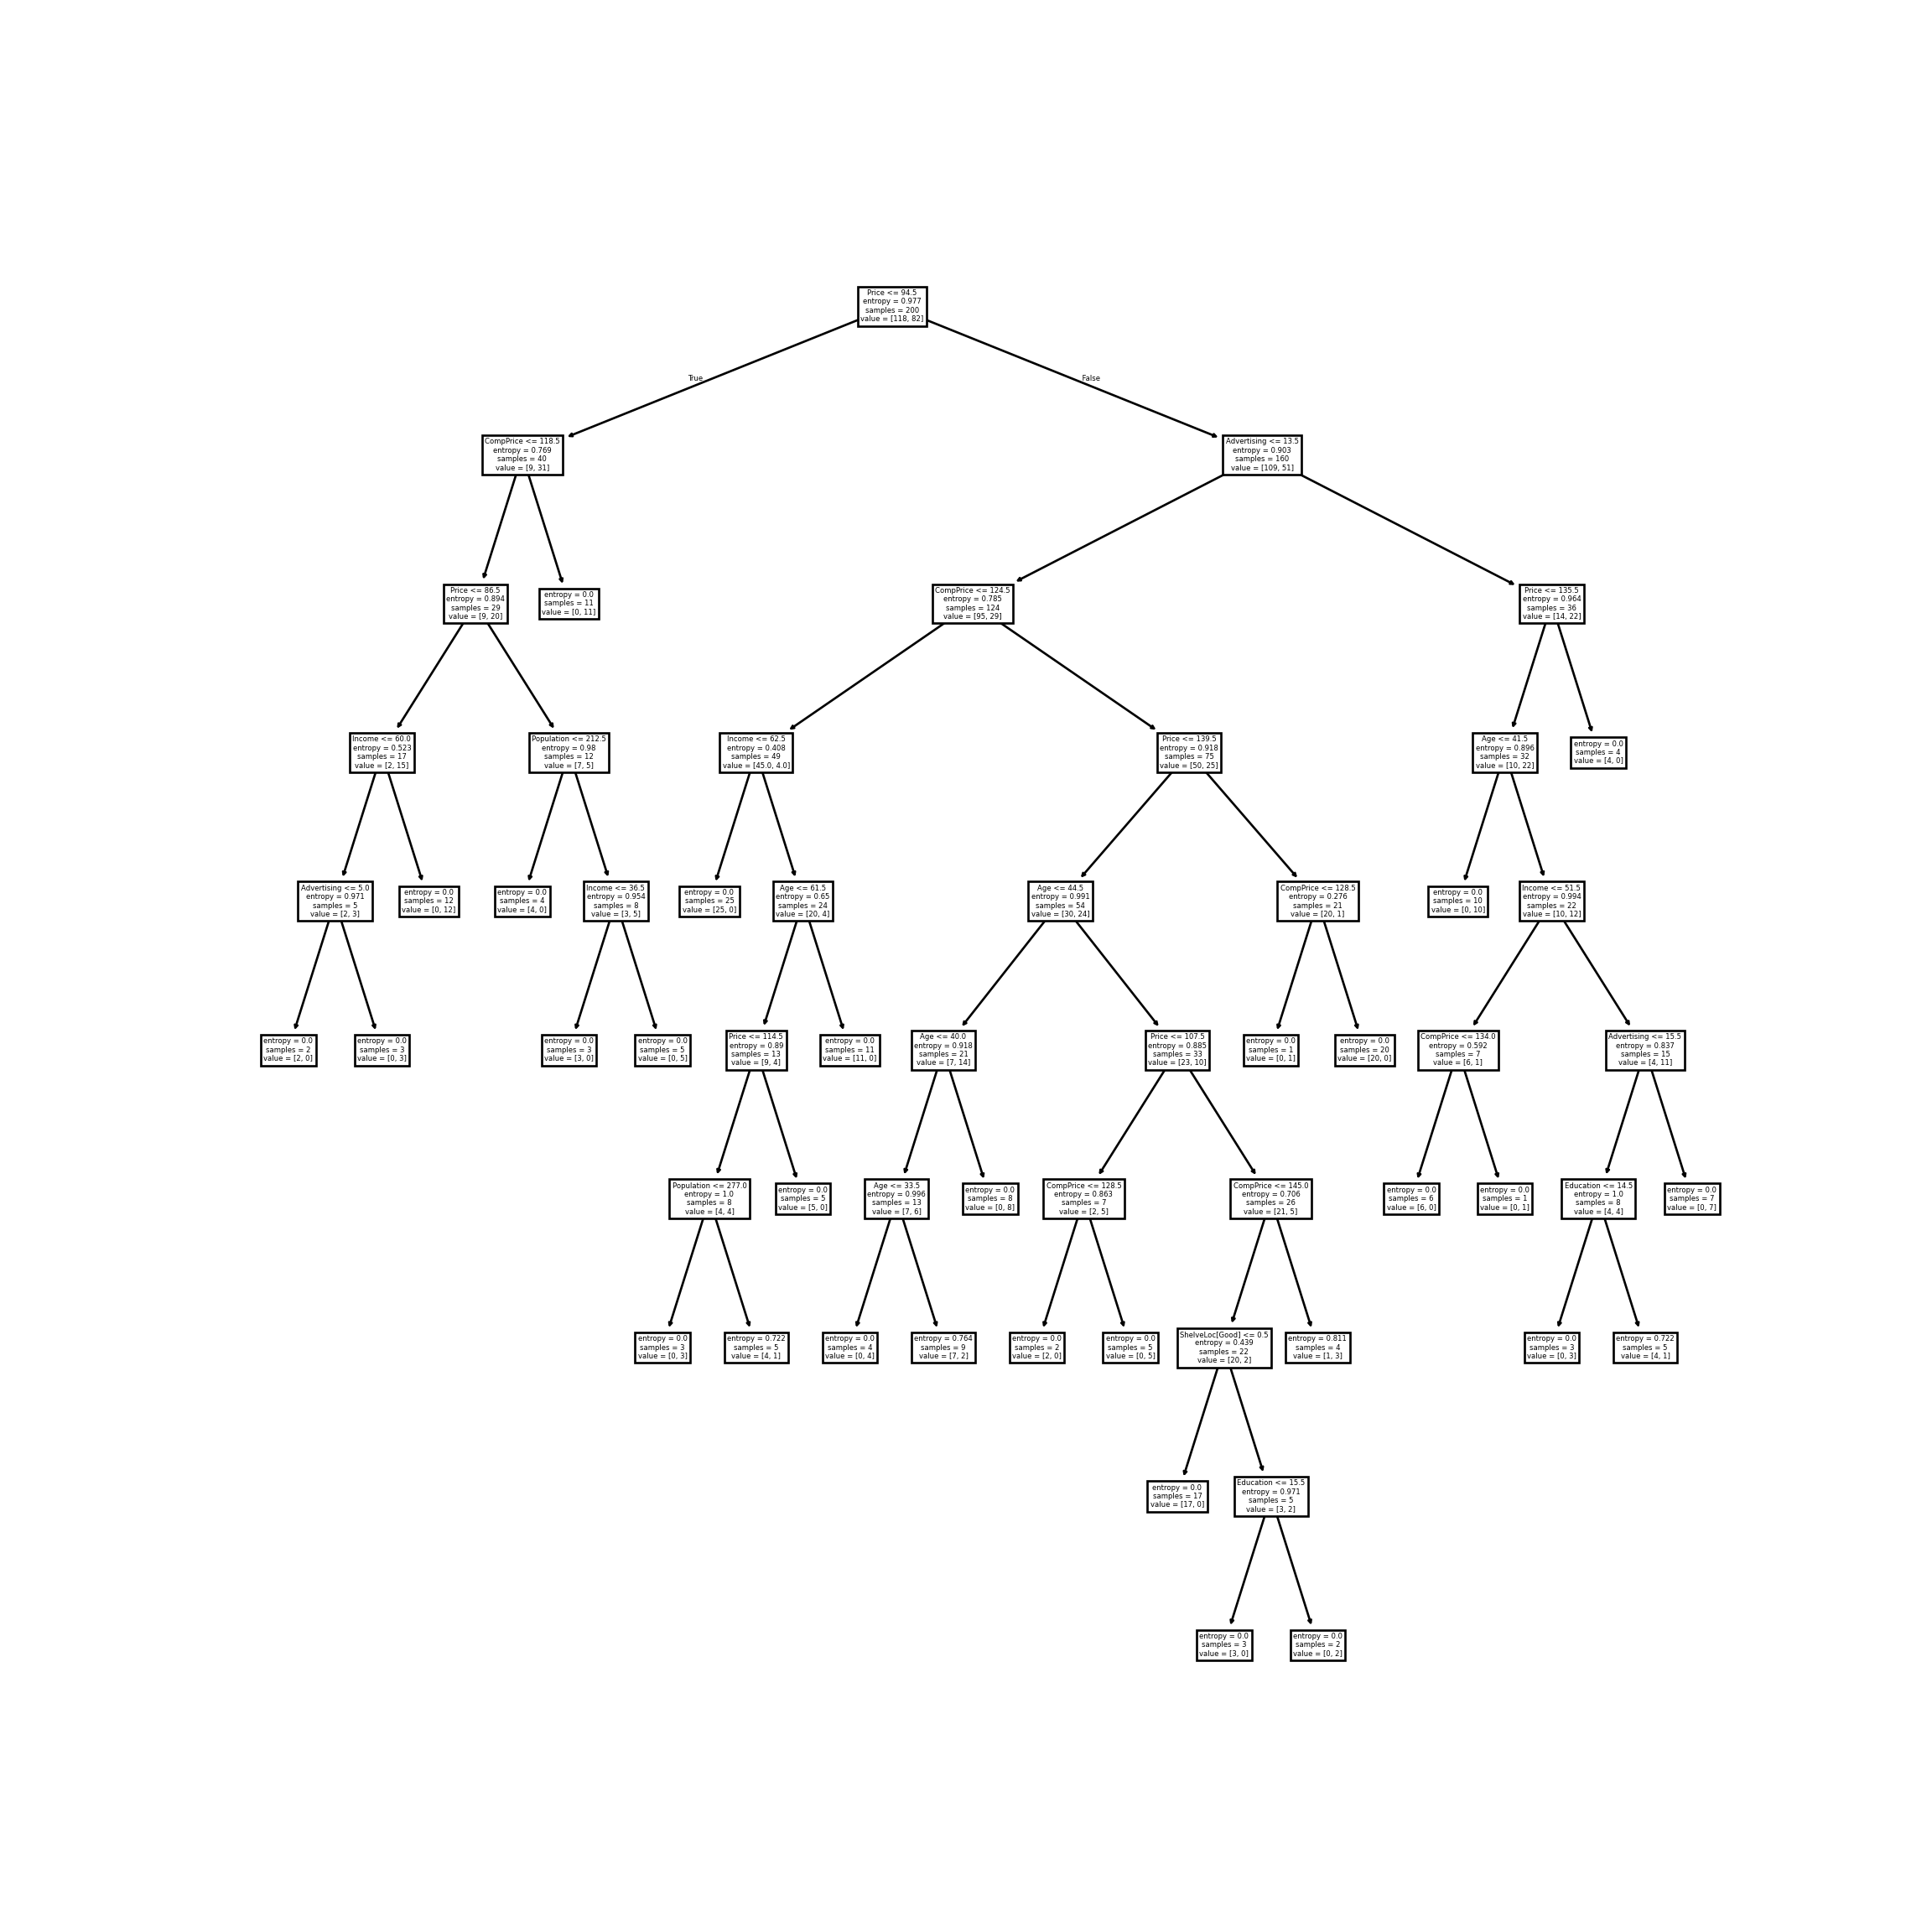 Price <= 94.5
entropy = 0.977
samples = 200
value = [118, 82]
True
False
CompPrice <= 118.5
entropy = 0.769
samples = 40
value = [9, 31]
Advertising <= 13.5
entropy = 0.903
samples = 160
value = [109, 51]
Price <= 86.5
entropy = 0.894
samples = 29
value = [9, 20]
entropy = 0.0
samples = 11
value = [0, 11]
CompPrice <= 124.5
entropy = 0.785
samples = 124
value = [95, 29]
Price <= 135.5
entropy = 0.964
samples = 36
value = [14, 22]
Income <= 60.0
entropy = 0.523
samples = 17
value = [2, 15]
Population <= 212.5
entropy = 0.98
samples = 12
value = [7, 5]
Income <= 62.5
entropy = 0.408
samples = 49
value = [45.0, 4.0]
Price <= 139.5
entropy = 0.918
samples = 75
value = [50, 25]
Age <= 41.5
entropy = 0.896
samples = 32
value = [10, 22]
entropy = 0.0
samples = 4
value = [4, 0]
Advertising <= 5.0
entropy = 0.971
samples = 5
value = [2, 3]
entropy = 0.0
samples = 12
value = [0, 12]
entropy = 0.0
samples = 4
value = [4, 0]
Income <= 36.5
entropy = 0.954
samples = 8
value = [3, 5]
entropy = 0.0
samples = 25
value = [25, 0]
Age <= 61.5
entropy = 0.65
samples = 24
value = [20, 4]
Age <= 44.5
entropy = 0.991
samples = 54
value = [30, 24]
CompPrice <= 128.5
entropy = 0.276
samples = 21
value = [20, 1]
entropy = 0.0
samples = 10
value = [0, 10]
Income <= 51.5
entropy = 0.994
samples = 22
value = [10, 12]
entropy = 0.0
samples = 2
value = [2, 0]
entropy = 0.0
samples = 3
value = [0, 3]
entropy = 0.0
samples = 3
value = [3, 0]
entropy = 0.0
samples = 5
value = [0, 5]
Price <= 114.5
entropy = 0.89
samples = 13
value = [9, 4]
entropy = 0.0
samples = 11
value = [11, 0]
Age <= 40.0
entropy = 0.918
samples = 21
value = [7, 14]
Price <= 107.5
entropy = 0.885
samples = 33
value = [23, 10]
entropy = 0.0
samples = 1
value = [0, 1]
entropy = 0.0
samples = 20
value = [20, 0]
CompPrice <= 134.0
entropy = 0.592
samples = 7
value = [6, 1]
Advertising <= 15.5
entropy = 0.837
samples = 15
value = [4, 11]
Population <= 277.0
entropy = 1.0
samples = 8
value = [4, 4]
entropy = 0.0
samples = 5
value = [5, 0]
Age <= 33.5
entropy = 0.996
samples = 13
value = [7, 6]
entropy = 0.0
samples = 8
value = [0, 8]
CompPrice <= 128.5
entropy = 0.863
samples = 7
value = [2, 5]
CompPrice <= 145.0
entropy = 0.706
samples = 26
value = [21, 5]
entropy = 0.0
samples = 6
value = [6, 0]
entropy = 0.0
samples = 1
value = [0, 1]
Education <= 14.5
entropy = 1.0
samples = 8
value = [4, 4]
entropy = 0.0
samples = 7
value = [0, 7]
entropy = 0.0
samples = 3
value = [0, 3]
entropy = 0.722
samples = 5
value = [4, 1]
entropy = 0.0
samples = 4
value = [0, 4]
entropy = 0.764
samples = 9
value = [7, 2]
entropy = 0.0
samples = 2
value = [2, 0]
entropy = 0.0
samples = 5
value = [0, 5]
ShelveLoc[Good] <= 0.5
entropy = 0.439
samples = 22
value = [20, 2]
entropy = 0.811
samples = 4
value = [1, 3]
entropy = 0.0
samples = 3
value = [0, 3]
entropy = 0.722
samples = 5
value = [4, 1]
entropy = 0.0
samples = 17
value = [17, 0]
Education <= 15.5
entropy = 0.971
samples = 5
value = [3, 2]
entropy = 0.0
samples = 3
value = [3, 0]
entropy = 0.0
samples = 2
value = [0, 2]